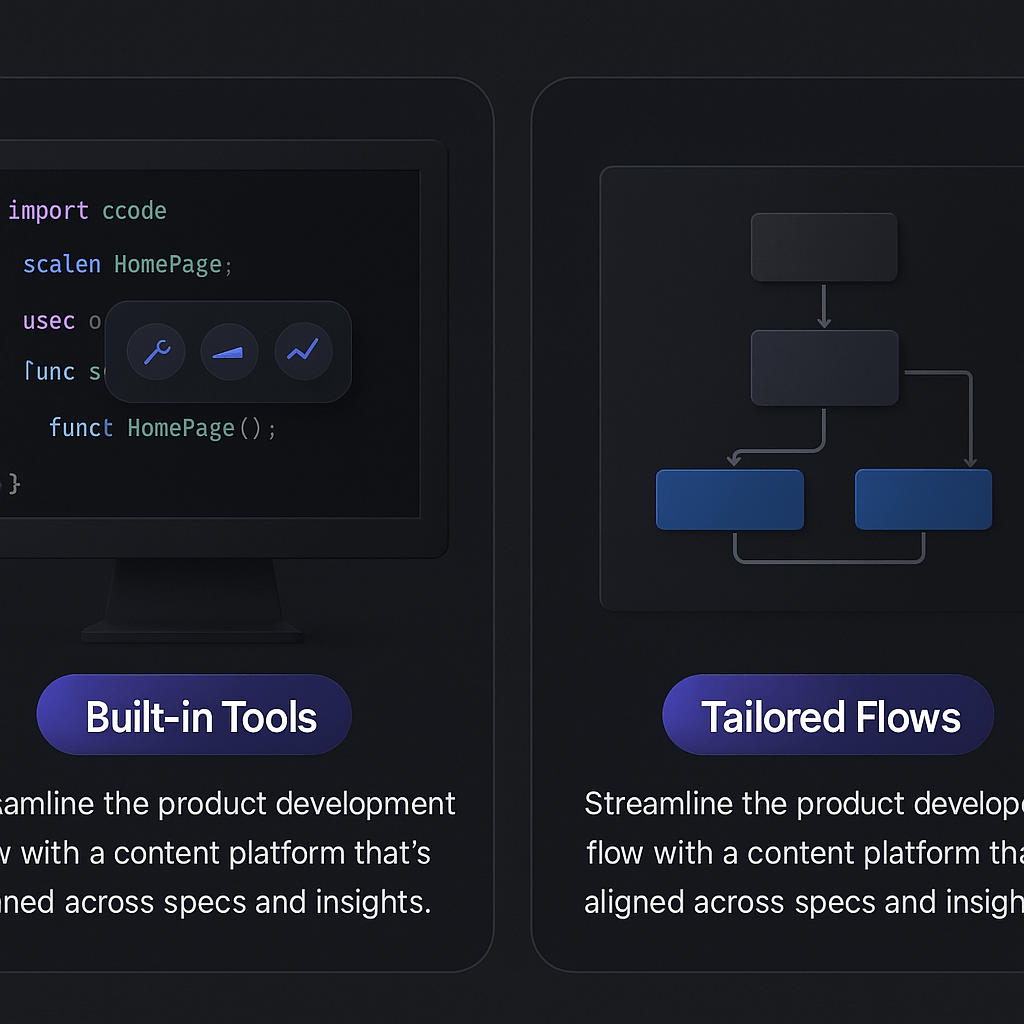 import ccode
scalen HomePage;
usec o
func s
funct HomePage();
}
Built-in Tools
amline the product development
w with a content platform that's
ned across specs and insights.
Tailored Flows
Streamline the product develope
flow with a content platform tha
aligned across specs and insigh